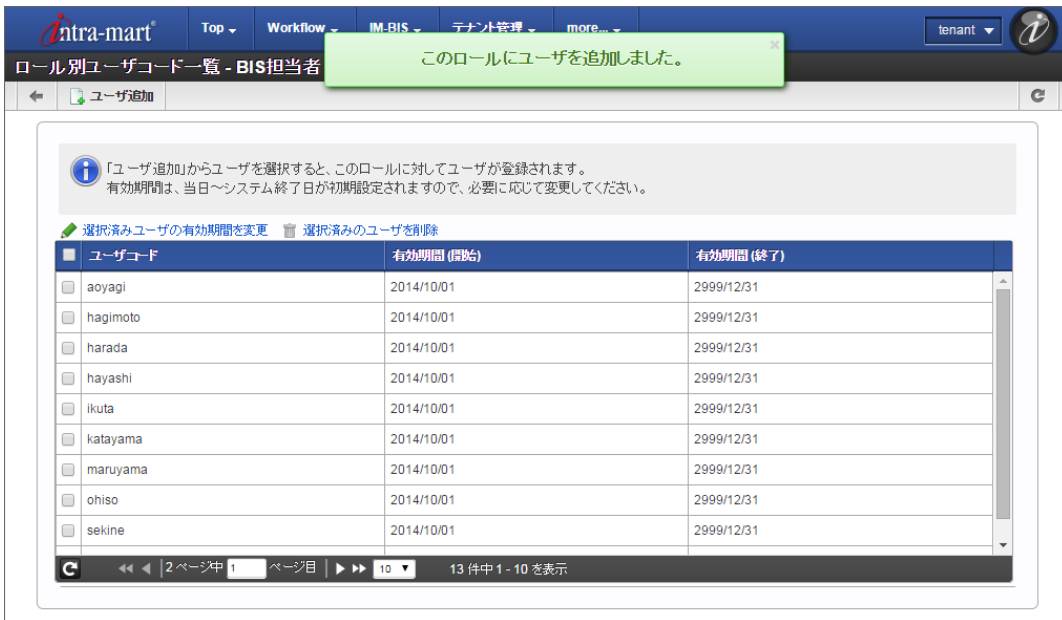 intra-mart® Top Workflow IM-BIS テナント管理 more... tenant
このロールにユーザを追加しました。
ロール別ユーザコード一覧 - BIS担当者
ユーザ追加
「ユーザ追加」からユーザを選択すると、このロールに対してユーザが登録されます。
有効期間は、当日～システム終了日が初期設定されますので、必要に応じて変更してください。
選択済みユーザの有効期間を変更 選択済みのユーザを削除
ユーザコード 有効期間 (開始) 有効期間 (終了)
aoyagi 2014/10/01 2999/12/31
hagimoto 2014/10/01 2999/12/31
harada 2014/10/01 2999/12/31
hayashi 2014/10/01 2999/12/31
ikuta 2014/10/01 2999/12/31
katayama 2014/10/01 2999/12/31
maruyama 2014/10/01 2999/12/31
ohiso 2014/10/01 2999/12/31
sekine 2014/10/01 2999/12/31
2 ページ中 1 ページ目 10 13 件中 1 - 10 を表示